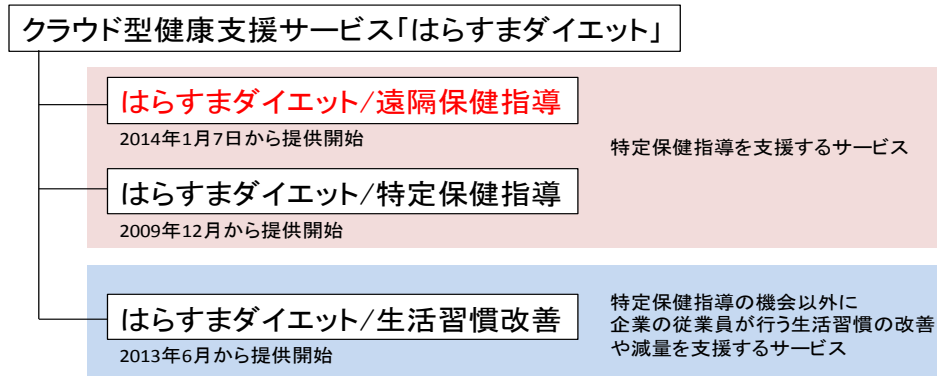 クラウド型健康支援サービス「はらすまダイエット」
はらすまダイエット/遠隔保健指導
2014年1月7日から提供開始
特定保健指導を支援するサービス
はらすまダイエット/特定保健指導
2009年12月から提供開始
はらすまダイエット/生活習慣改善
2013年6月から提供開始
特定保健指導の機会以外に
企業の従業員が行う生活習慣の改善
や減量を支援するサービス